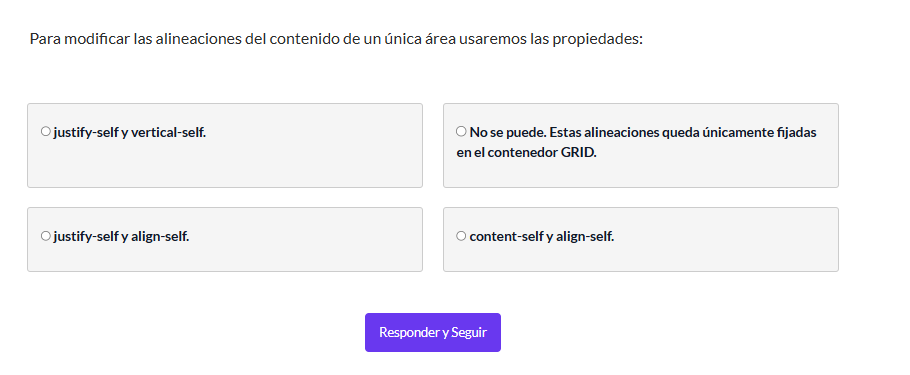 Para modificar las alineaciones del contenido de un única área usaremos las propiedades:
justify-self y vertical-self.
No se puede. Estas alineaciones queda únicamente fijadas
en el contenedor GRID.
justify-self y align-self.
content-self y align-self.
Responder y Seguir